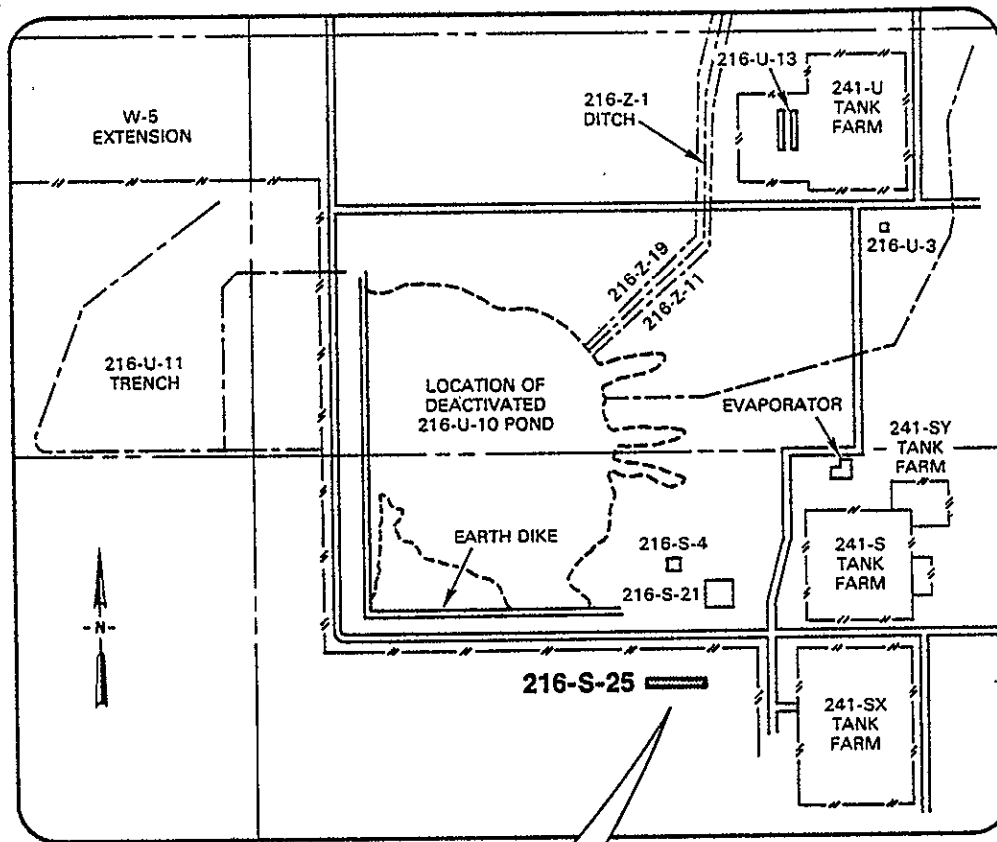 216-U-13
W-5
EXTENSION
216-Z-1
DITCH
241-U
TANK
FARM
216-U-3
216-Z-19
216-Z-11
216-U-11
TRENCH
LOCATION OF
DEACTIVATED
216-U-10 POND
EVAPORATOR
241-SY
TANK
FARM
EARTH DIKE
216-S-4
241-S
TANK
FARM
216-S-21
-N-
216-S-25
241-SX
TANK
FARM